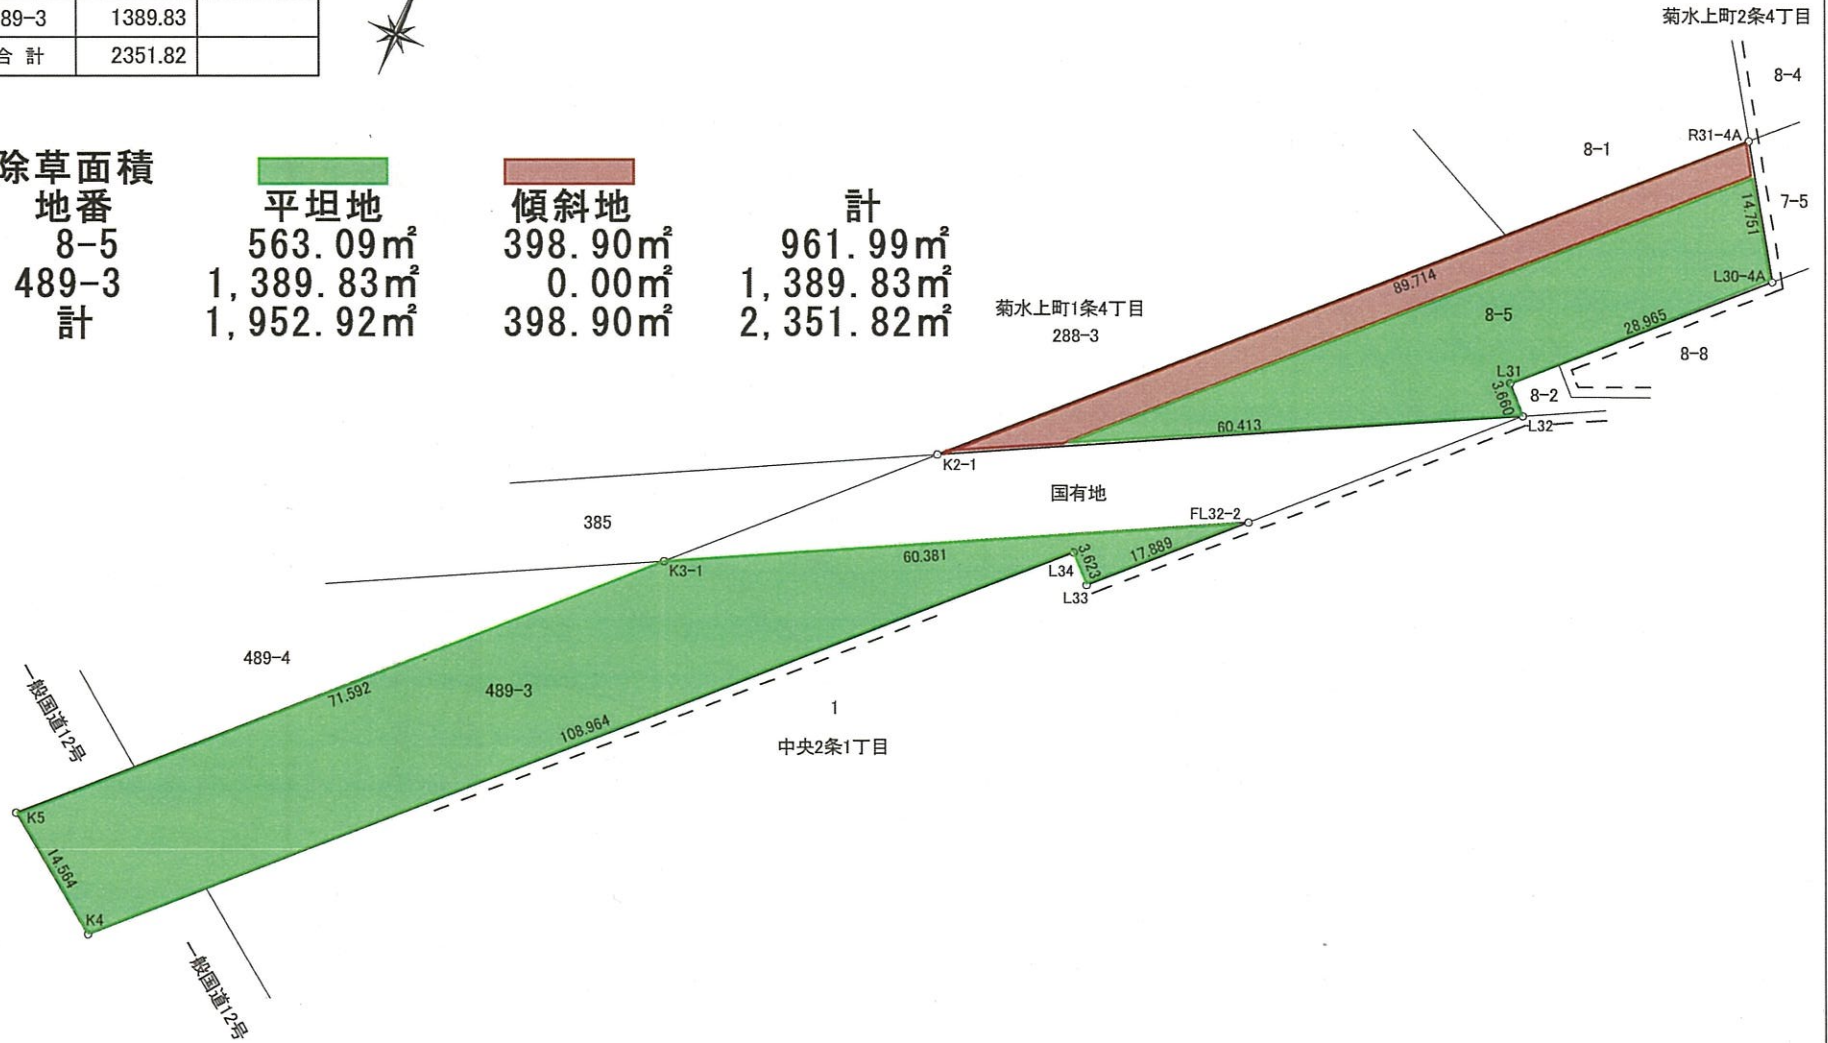 89-3 1389.83
合 計 2351.82
菊水上町2条4丁目
8-4
除草面積
地番 平坦地 傾斜地 計
8-5 563.09㎡ 398.90㎡ 961.99㎡
489-3 1,389.83㎡ 0.00㎡ 1,389.83㎡
計 1,952.92㎡ 398.90㎡ 2,351.82㎡
R31-4A
8-1
7-5
14.751
89.714
L30-4A
菊水上町1条4丁目
288-3
8-5
28.965
8-8
L31
3.660
8-2
60.413
L32
K2-1
国有地
385
FL32-2
60.381
3.623
17.889
K3-1
L34
L33
489-4
一般国道12号
71.592
489-3
1
108.964
中央2条1丁目
K5
14.564
K4
一般国道12号